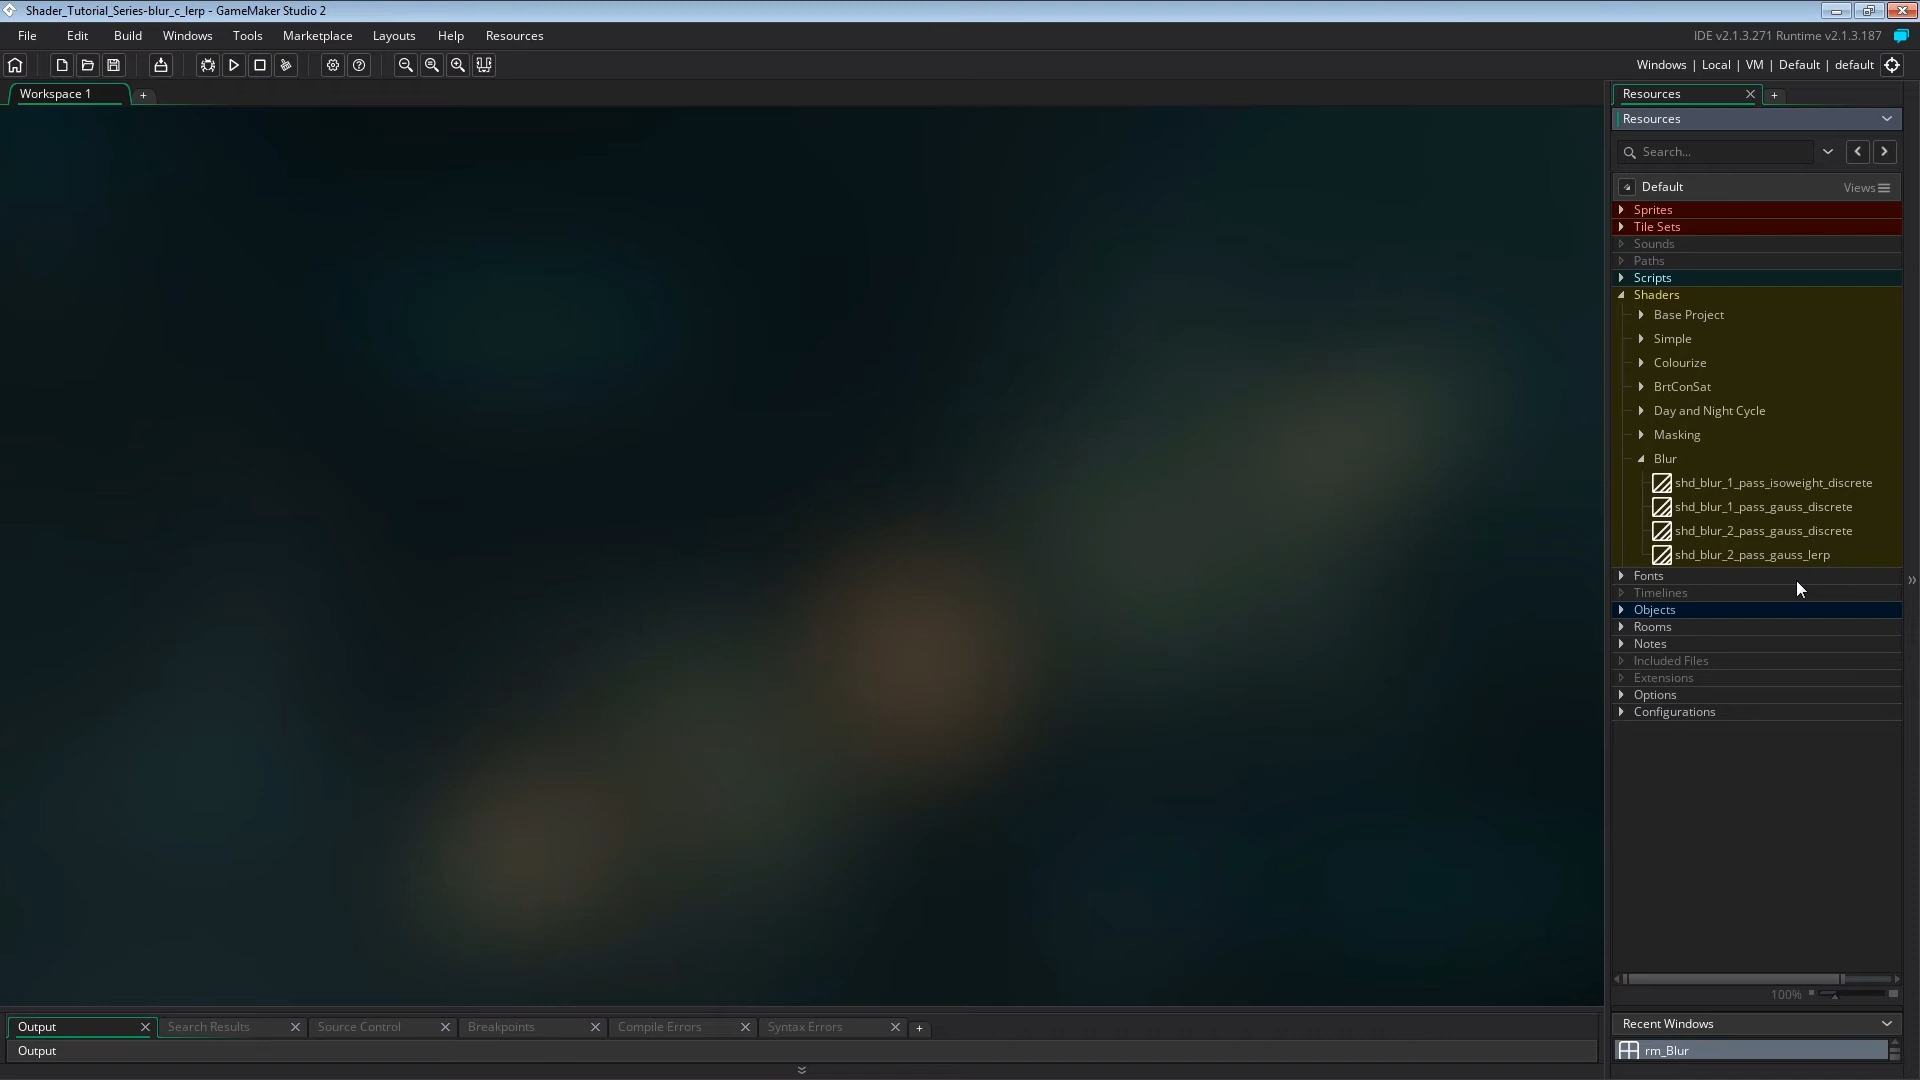 Shader_Tutorial_Series-blur_c_lerp - GameMaker Studio 2
File Edit Build Windows Tools Marketplace Layouts Help Resources
IDE v2.1.3.271 Runtime v2.1.3.187
Windows | Local | VM | Default | default
Workspace 1
Resources
Resources
Search...
Default Views
Sprites
Tile Sets
Sounds
Paths
Scripts
Shaders
Base Project
Simple
Colourize
BrtConSat
Day and Night Cycle
Masking
Blur
shd_blur_1_pass_isoweight_discrete
shd_blur_1_pass_gauss_discrete
shd_blur_2_pass_gauss_discrete
shd_blur_2_pass_gauss_lerp
Fonts
Timelines
Objects
Rooms
Notes
Included Files
Extensions
Options
Configurations
100%
Output Search Results Source Control Breakpoints Compile Errors Syntax Errors
Output
Recent Windows
rm_Blur